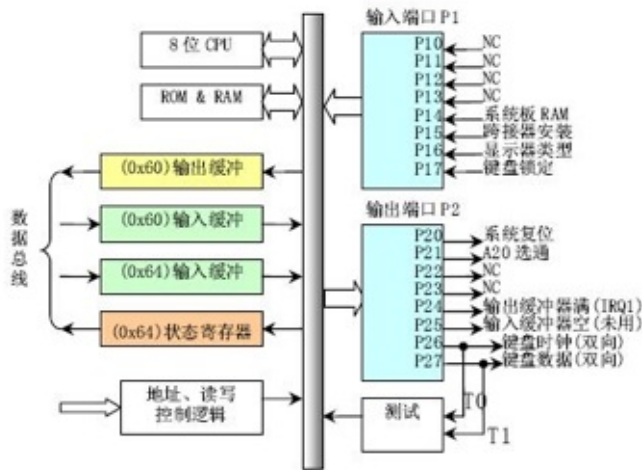 输入端口 P1
8 位 CPU
ROM & RAM
P10 NC
P11 NC
P12 NC
P13 NC
P14 系统板 RAM
P15 跨接器安装
P16 显示器类型
P17 键盘锁定
数据总线
(0x60)输出缓冲
(0x60)输入缓冲
(0x64)输入缓冲
(0x64)状态寄存器
地址、读写
控制逻辑
输出端口 P2
P20 系统复位
P21 A20 选通
P22 NC
P23 NC
P24 输出缓冲器满(IRQ1)
P25 输入缓冲器空(未用)
P26 键盘时钟(双向)
P27 键盘数据(双向)
测试
T0
T1